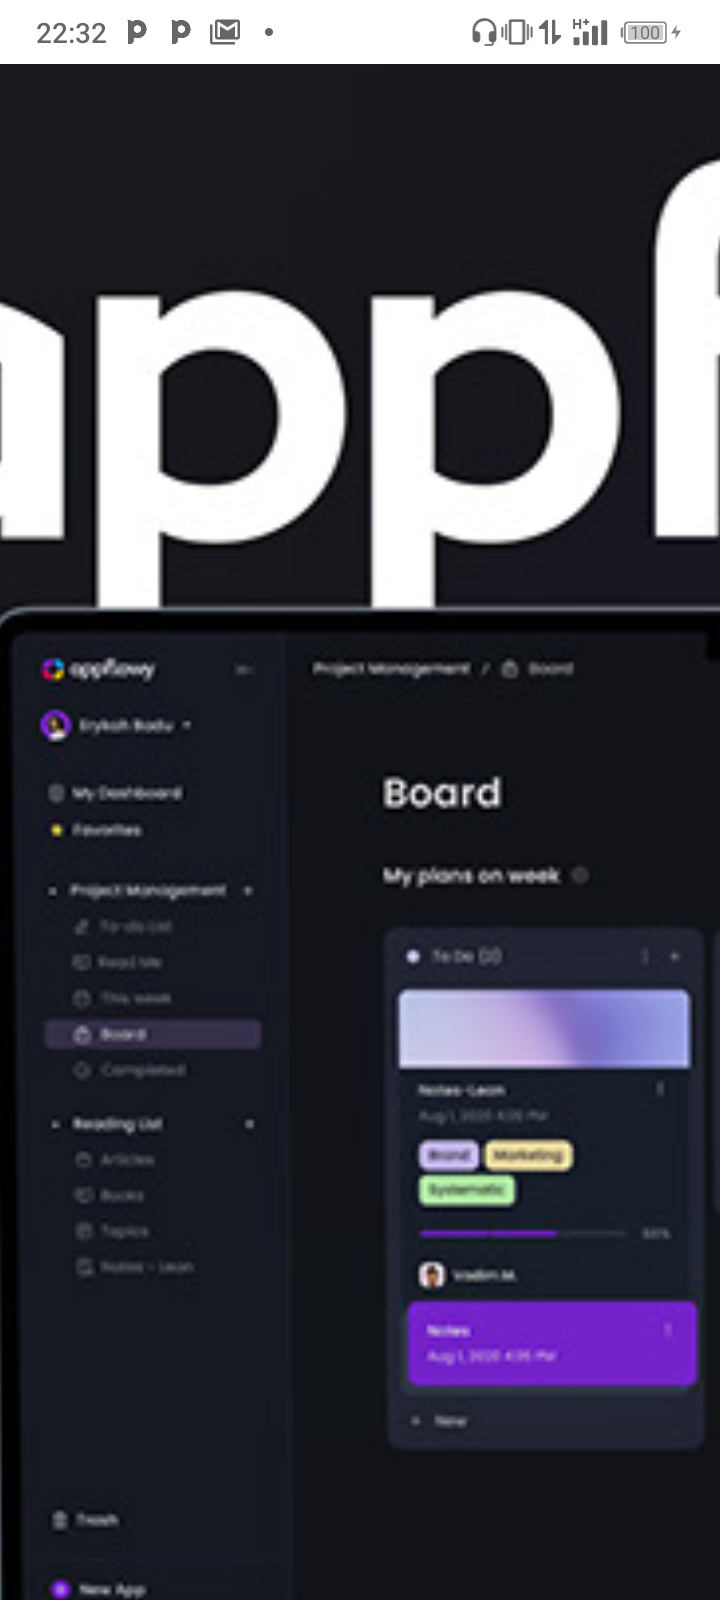 22:32
H+
100
appf
appflowy
Project Management / Board
Erykah Badu
My Dashboard
Board
Favorites
My plans on week
Project Management
To-do List
To Do (2)
Read Me
This week
Board
Completed
Notes-Lean
Aug 1, 2020 4:05 PM
Reading List
Brand Marketing
Articles
Systematic
Books
Topics
Notes - Lean
Vadim M.
Notes
Aug 1, 2020 4:05 PM
+ New
Trash
New App